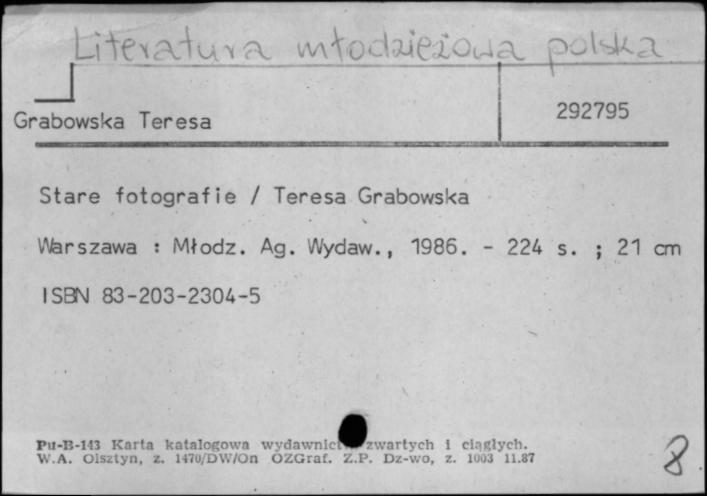 Literatura młodzieżowa polska
Grabowska Teresa
292795
Stare fotografie / Teresa Grabowska
Warszawa : Młodz. Ag. Wydaw., 1986. - 224 s. ; 21 cm
ISBN 83-203-2304-5
Pu-B-143 Karta katalogowa zwartych i ciągłych.
W.A. Olsztyn, z. 1470/DW/On OZGraf. Z.P. Dz-wo, z. 1003 11.87
8